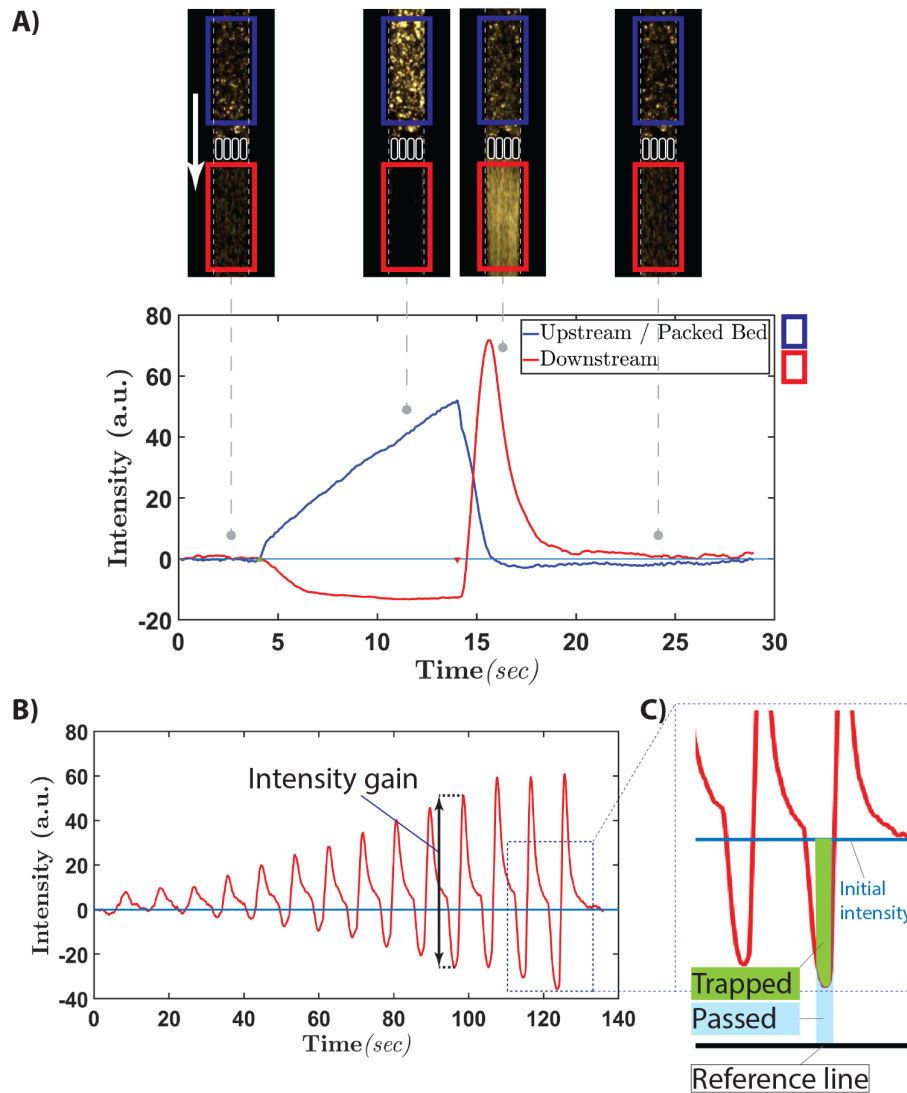 A)
80
60
40
20
0
-20
Intensity (a.u.)
Upstream / Packed Bed
Downstream
0 5 10 15 20 25 30
Time(sec)
B)
80
60
40
20
0
-20
-40
Intensity (a.u.)
Intensity gain
0 20 40 60 80 100 120 140
Time(sec)
C)
Initial
intensity
Trapped
Passed
Reference line